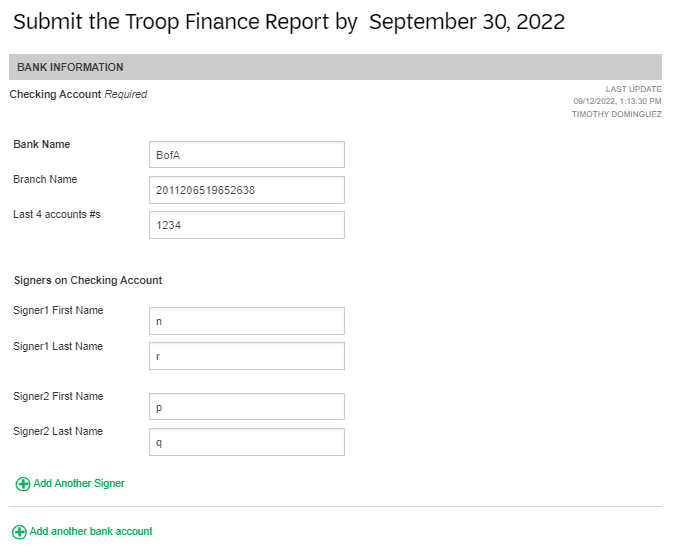 Submit the Troop Finance Report by September 30, 2022
BANK INFORMATION
Checking Account Required
LAST UPDATE
09/12/2022, 1:13:30 PM
TIMOTHY DOMINGUEZ
Bank Name
BofA
Branch Name
2011206519652638
Last 4 accounts #s
1234
Signers on Checking Account
Signer1 First Name
n
Signer1 Last Name
r
Signer2 First Name
p
Signer2 Last Name
q
Add Another Signer
Add another bank account